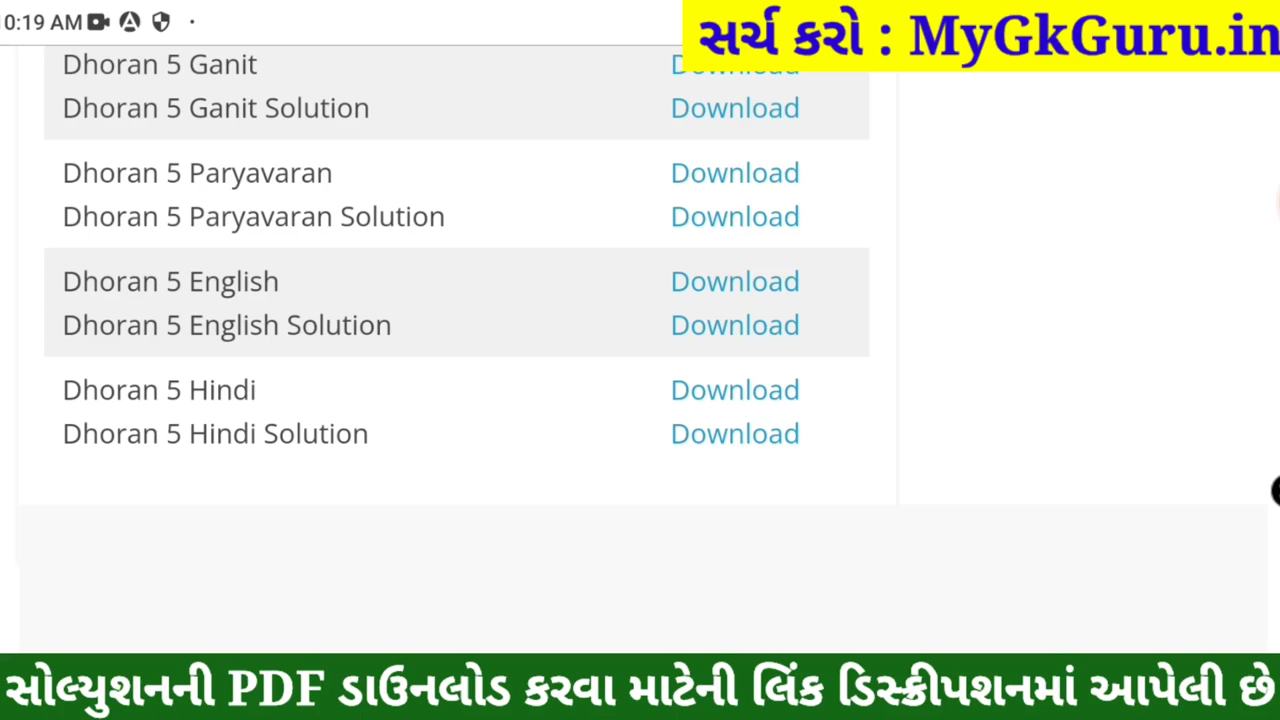 0:19 AM
સર્ચ કરો : MyGkGuru.in
Dhoran 5 Ganit Download
Dhoran 5 Ganit Solution Download
Dhoran 5 Paryavaran Download
Dhoran 5 Paryavaran Solution Download
Dhoran 5 English Download
Dhoran 5 English Solution Download
Dhoran 5 Hindi Download
Dhoran 5 Hindi Solution Download
સોલ્યુશનની PDF ડાઉનલોડ કરવા માટેની લિંક ડિસ્ક્રીપશનમાં આપેલી છે